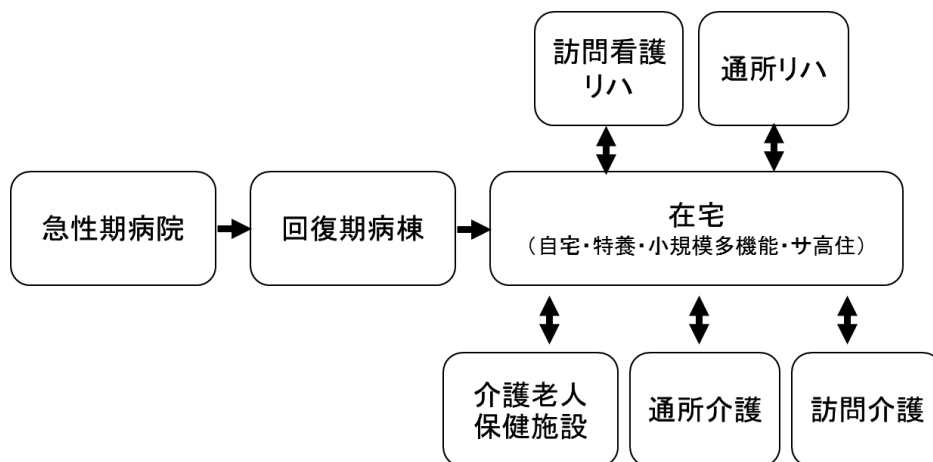 訪問看護
リハ
通所リハ
急性期病院
回復期病棟
在宅
（自宅・特養・小規模多機能・サ高住）
介護老人
保健施設
通所介護
訪問介護